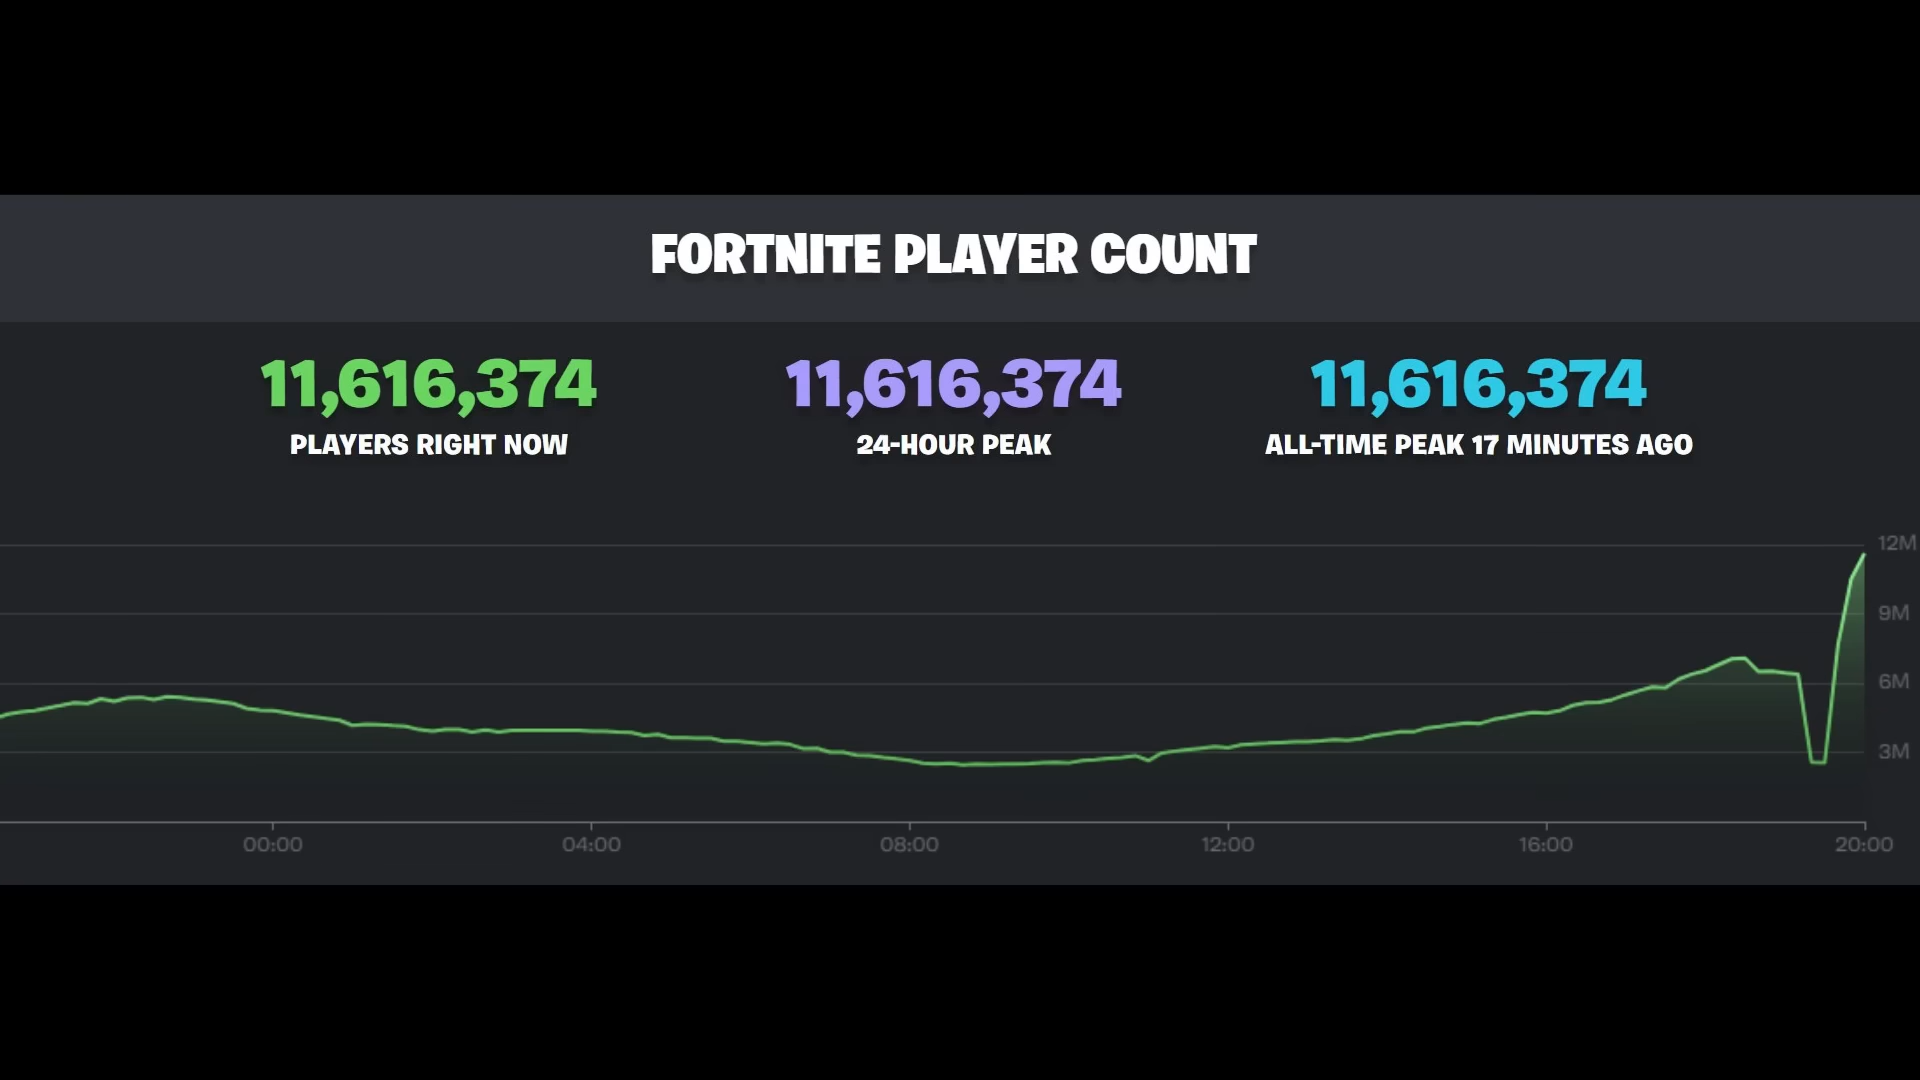 FORTNITE PLAYER COUNT
11,616,374
PLAYERS RIGHT NOW
11,616,374
24-HOUR PEAK
11,616,374
ALL-TIME PEAK 17 MINUTES AGO
12M
9M
6M
3M
00:00 04:00 08:00 12:00 16:00 20:00